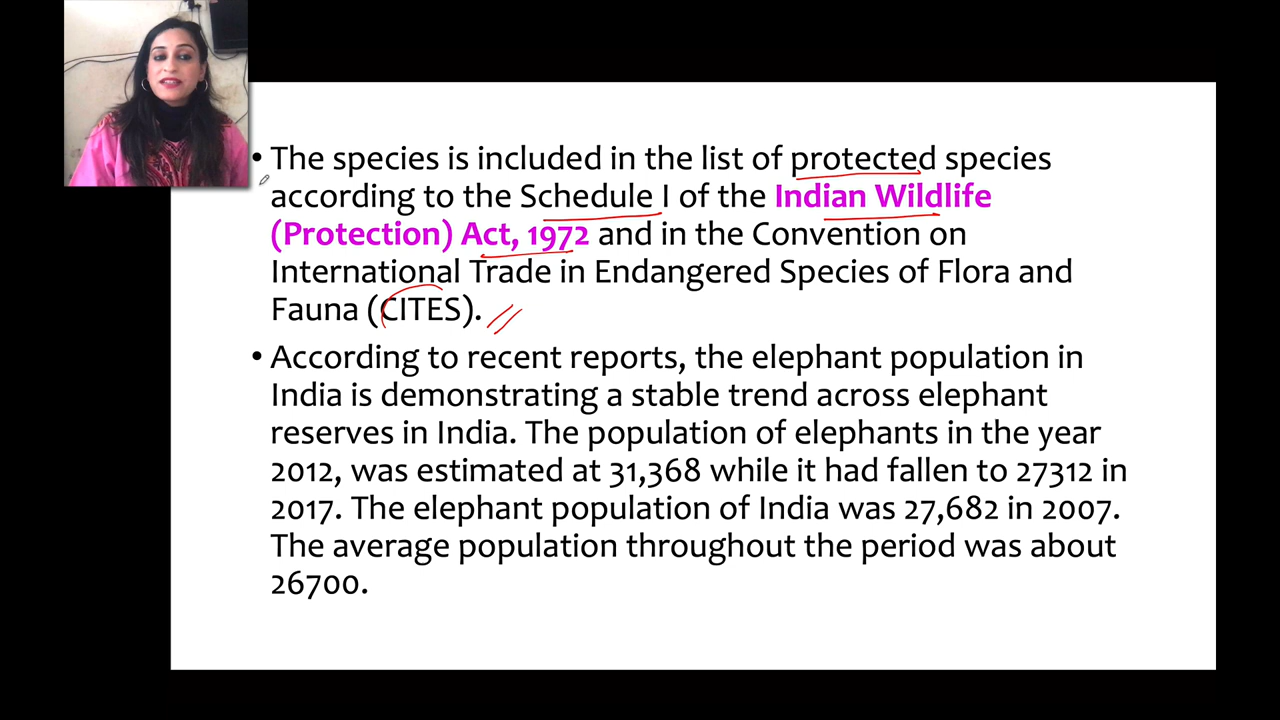 • The species is included in the list of protected species
according to the Schedule I of the Indian Wildlife
(Protection) Act, 1972 and in the Convention on
International Trade in Endangered Species of Flora and
Fauna (CITES).
• According to recent reports, the elephant population in
India is demonstrating a stable trend across elephant
reserves in India. The population of elephants in the year
2012, was estimated at 31,368 while it had fallen to 27312 in
2017. The elephant population of India was 27,682 in 2007.
The average population throughout the period was about
26700.